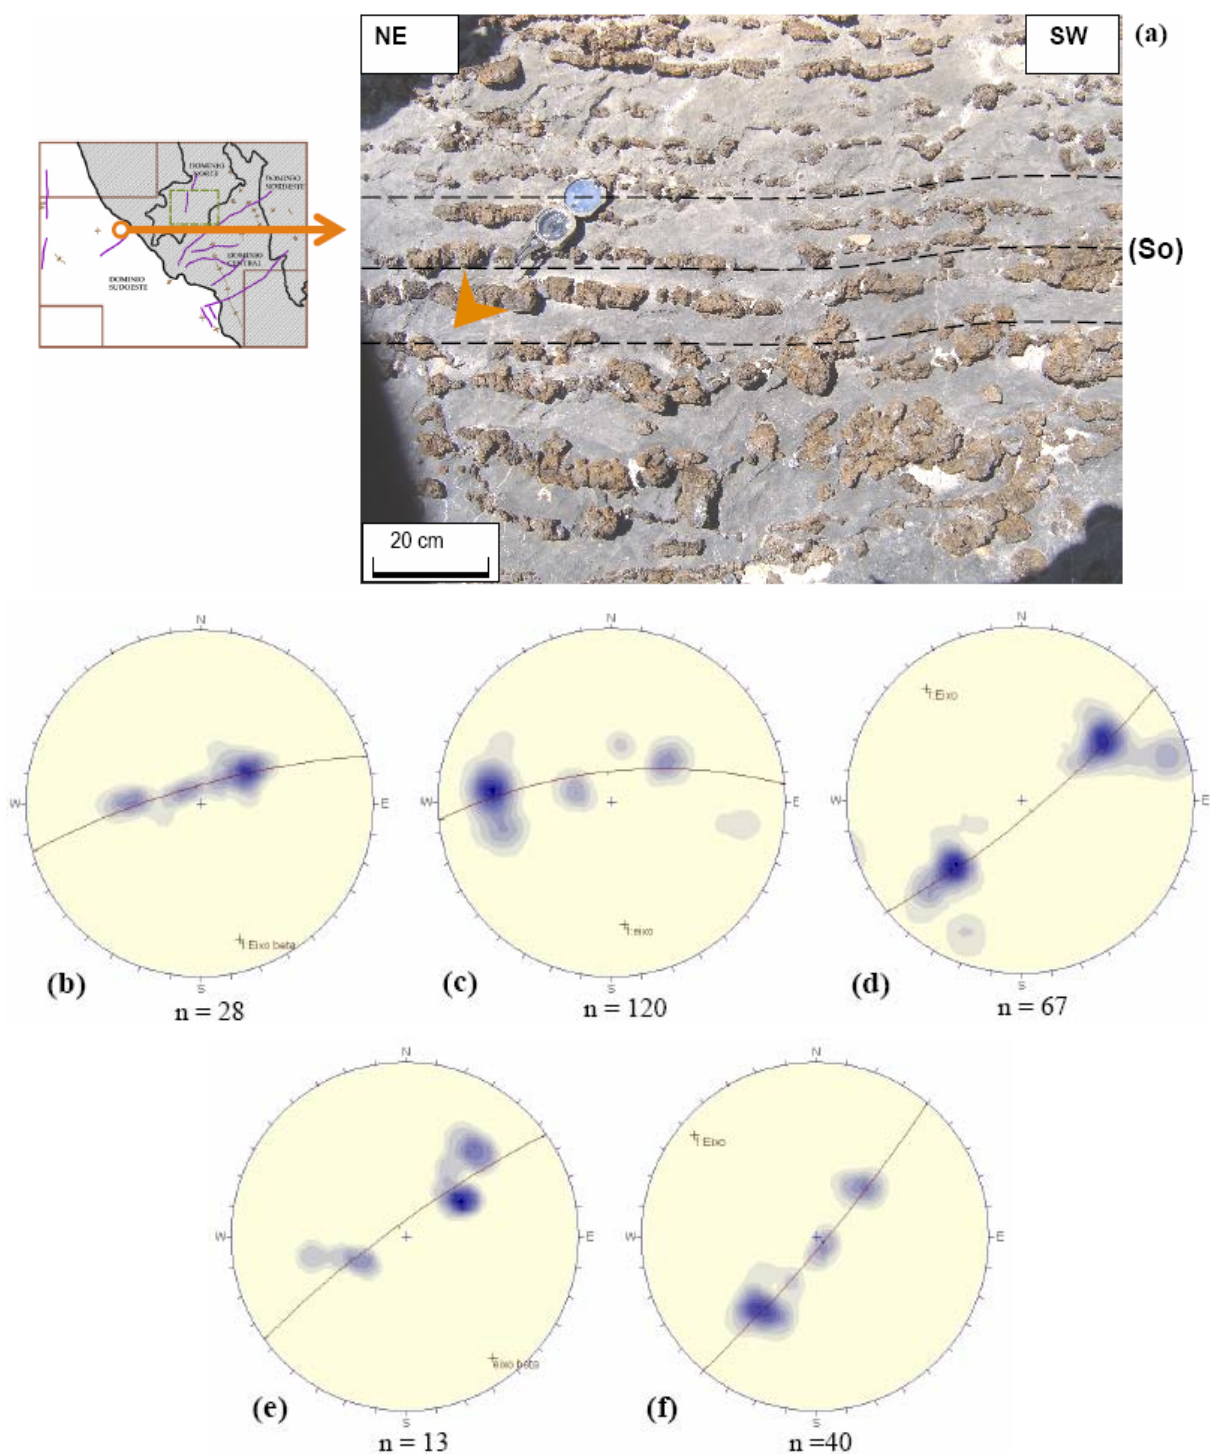 NE
SW
(a)
DOMINIO
NORTE
DOMINIO
NORDESTE
DOMINIO
CENTRAL
DOMINIO
SUDOESTE
(So)
20 cm
N
W
E
S
Eixo beta
(b)
n = 28
N
W
E
S
eixo
(c)
n = 120
N
W
E
S
Eixo
(d)
n = 67
N
W
E
S
eixo beta
(e)
n = 13
N
W
E
S
Eixo
(f)
n =40